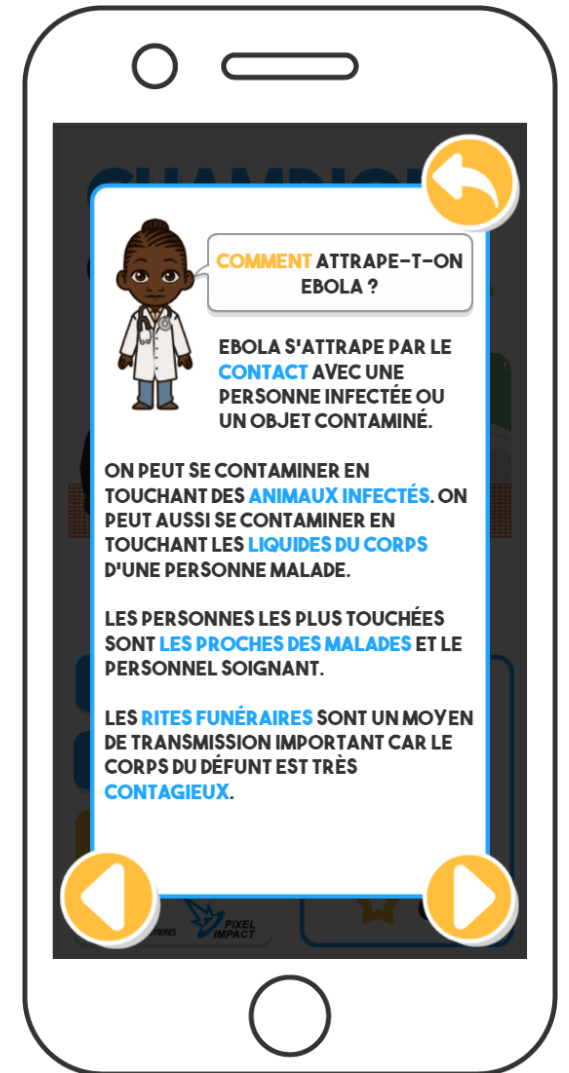 COMMENT ATTRAPE-T-ON
EBOLA ?
EBOLA S'ATTRAPE PAR LE
CONTACT AVEC UNE
PERSONNE INFECTÉE OU
UN OBJET CONTAMINÉ.
ON PEUT SE CONTAMINER EN
TOUCHANT DES ANIMAUX INFECTÉS. ON
PEUT AUSSI SE CONTAMINER EN
TOUCHANT LES LIQUIDES DU CORPS
D'UNE PERSONNE MALADE.
LES PERSONNES LES PLUS TOUCHÉES
SONT LES PROCHES DES MALADES ET LE
PERSONNEL SOIGNANT.
LES RITES FUNÉRAIRES SONT UN MOYEN
DE TRANSMISSION IMPORTANT CAR LE
CORPS DU DÉFUNT EST TRÈS
CONTAGIEUX.
PIXEL
IMPACT